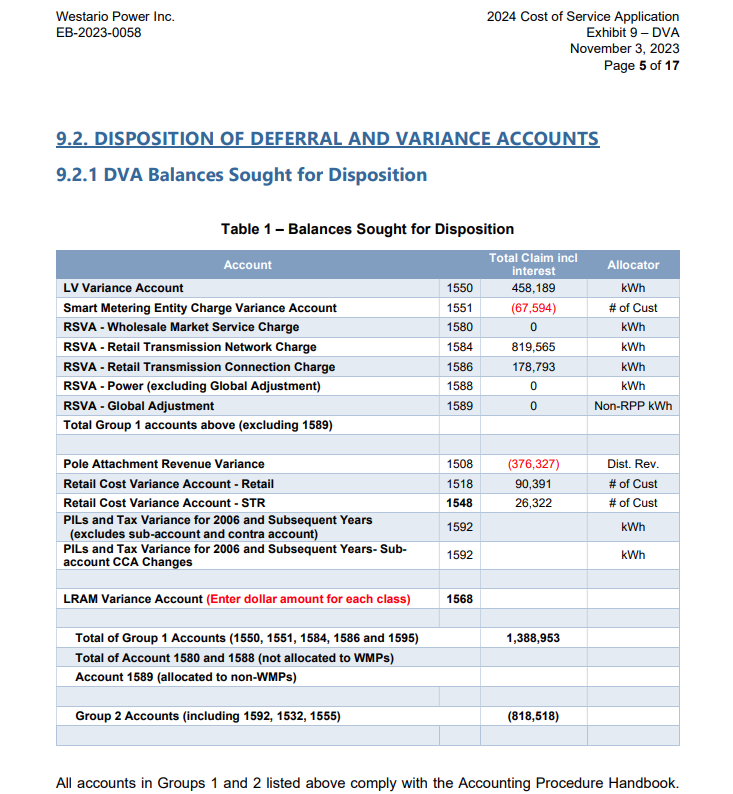 Westario Power Inc.
EB-2023-0058
2024 Cost of Service Application
Exhibit 9 – DVA
November 3, 2023
Page 5 of 17
9.2. DISPOSITION OF DEFERRAL AND VARIANCE ACCOUNTS
9.2.1 DVA Balances Sought for Disposition
Table 1 – Balances Sought for Disposition
Account Total Claim incl interest Allocator
LV Variance Account 1550 458,189 kWh
Smart Metering Entity Charge Variance Account 1551 (67,594) # of Cust
RSVA - Wholesale Market Service Charge 1580 0 kWh
RSVA - Retail Transmission Network Charge 1584 819,565 kWh
RSVA - Retail Transmission Connection Charge 1586 178,793 kWh
RSVA - Power (excluding Global Adjustment) 1588 0 kWh
RSVA - Global Adjustment 1589 0 Non-RPP kWh
Total Group 1 accounts above (excluding 1589)
Pole Attachment Revenue Variance 1508 (376,327) Dist. Rev.
Retail Cost Variance Account - Retail 1518 90,391 # of Cust
Retail Cost Variance Account - STR 1548 26,322 # of Cust
PILs and Tax Variance for 2006 and Subsequent Years
(excludes sub-account and contra account) 1592 kWh
PILs and Tax Variance for 2006 and Subsequent Years- Sub-
account CCA Changes 1592 kWh
LRAM Variance Account (Enter dollar amount for each class) 1568
Total of Group 1 Accounts (1550, 1551, 1584, 1586 and 1595) 1,388,953
Total of Account 1580 and 1588 (not allocated to WMPs)
Account 1589 (allocated to non-WMPs)
Group 2 Accounts (including 1592, 1532, 1555) (818,518)
All accounts in Groups 1 and 2 listed above comply with the Accounting Procedure Handbook.